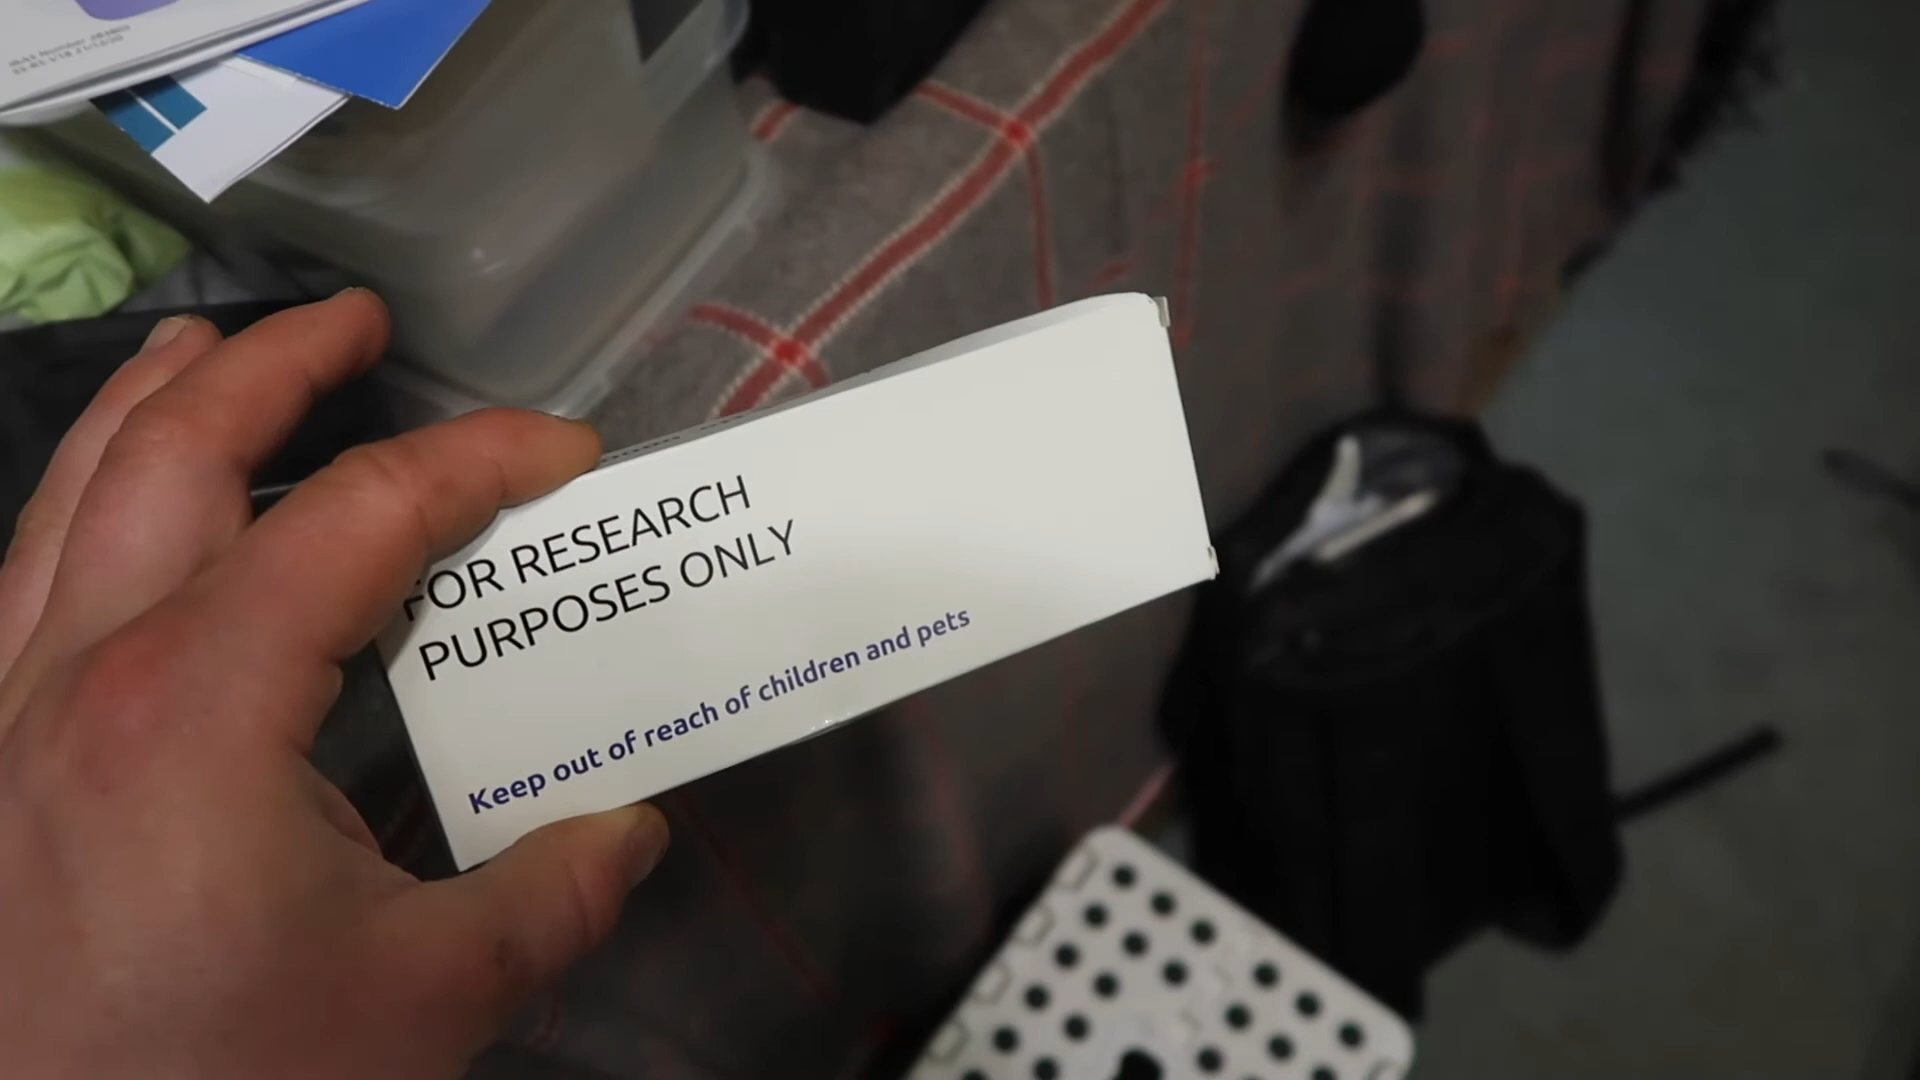 FOR RESEARCH
PURPOSES ONLY
Keep out of reach of children and pets